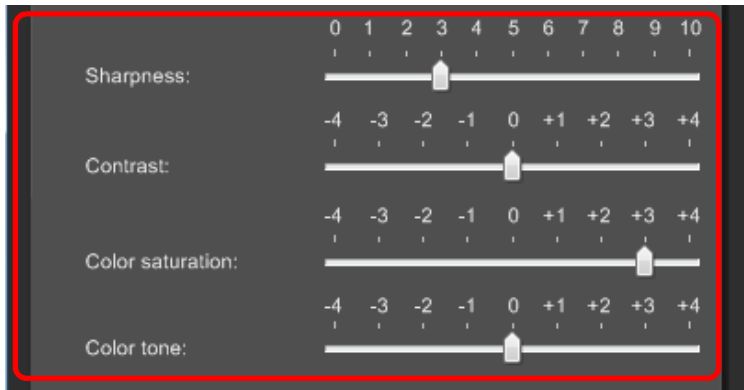 0 1 2 3 4 5 6 7 8 9 10
Sharpness:
-4 -3 -2 -1 0 +1 +2 +3 +4
Contrast:
-4 -3 -2 -1 0 +1 +2 +3 +4
Color saturation:
-4 -3 -2 -1 0 +1 +2 +3 +4
Color tone: